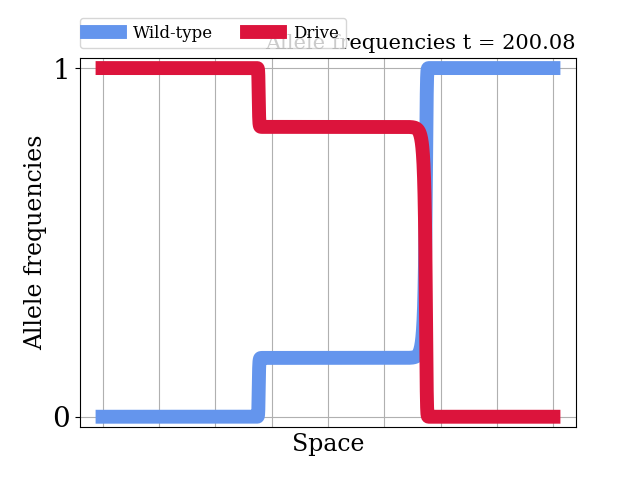 Wild-type Drive
Allele frequencies t = 200.08
1
Allele frequencies
0
Space